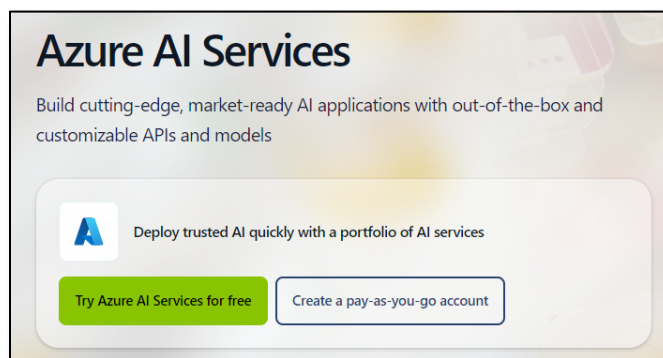 Azure AI Services
Build cutting-edge, market-ready AI applications with out-of-the-box and
customizable APIs and models
Deploy trusted AI quickly with a portfolio of AI services
Try Azure AI Services for free
Create a pay-as-you-go account